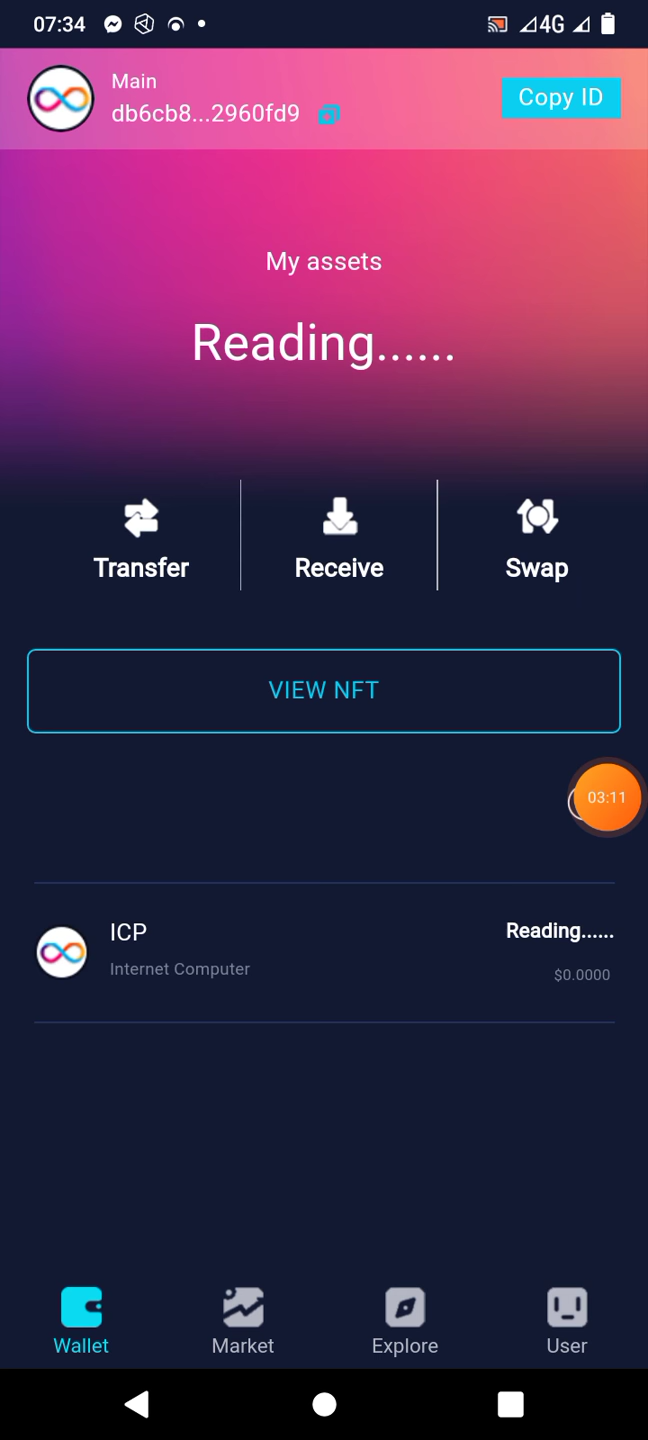 07:34
4G
Main
db6cb8...2960fd9
Copy ID
My assets
Reading......
Transfer
Receive
Swap
VIEW NFT
03:11
ICP
Reading......
Internet Computer
$0.0000
Wallet
Market
Explore
User